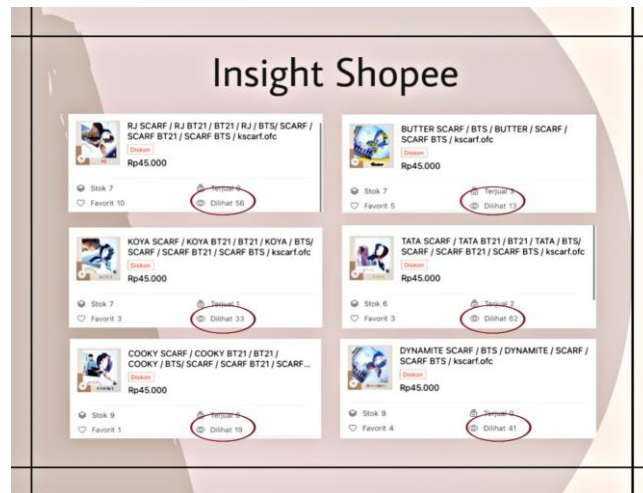 Insight Shopee
RJ SCARF / RJ BT21 / BT21 / RJ / BTS/ SCARF /
SCARF BT21 / SCARF BTS / kscarf.ofc
Diskon
Rp45.000
Stok 7
Terjual
Favorit 10
Dilihat 56
BUTTER SCARF / BTS / BUTTER / SCARF /
SCARF BTS / kscarf.ofc
Diskon
Rp45.000
Stok 7
Terjual 3
Favorit 5
Dilihat 13
KOYA SCARF / KOYA BT21 / BT21 / KOYA / BTS/
SCARF / SCARF BT21 / SCARF BTS / kscarf.ofc
Diskon
Rp45.000
Stok 7
Terjual 1
Favorit 3
Dilihat 33
TATA SCARF / TATA BT21 / BT21 / TATA / BTS/
SCARF / SCARF BT21 / SCARF BTS / kscarf.ofc
Diskon
Rp45.000
Stok 6
Terjual 2
Favorit 3
Dilihat 62
COOKY SCARF / COOKY BT21 / BT21 /
COOKY / BTS/ SCARF / SCARF BT21 / SCARF...
COOKY
Diskon
Rp45.000
Stok 9
Terjual
Favorit 1
Dilihat 19
DYNAMITE SCARF / BTS / DYNAMITE / SCARF /
SCARF BTS / kscarf.ofc
Diskon
Rp45.000
Stok 9
Terjual 0
Favorit 4
Dilihat 41